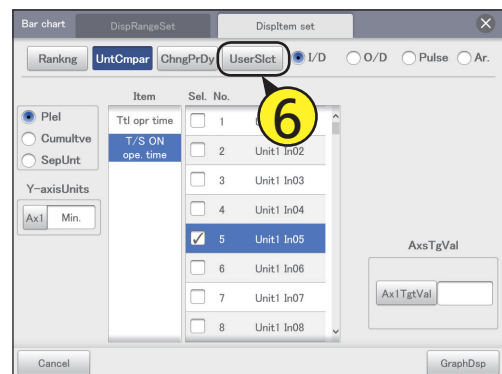 Bar chart DispRangeSet DispItem set
Rankng UntCmpar ChngPrDy UserSlct I/D O/D Pulse Ar.
6
Item Sel. No.
Plel
Cumultve
SepUnt
Y-axisUnits
Ax1 Min.
Ttl opr time
T/S ON
ope. time
1
2 Unit1 In02
3 Unit1 In03
4 Unit1 In04
5 Unit1 In05
6 Unit1 In06
7 Unit1 In07
8 Unit1 In08
AxsTgVal
Ax1TgtVal
Cancel GraphDsp